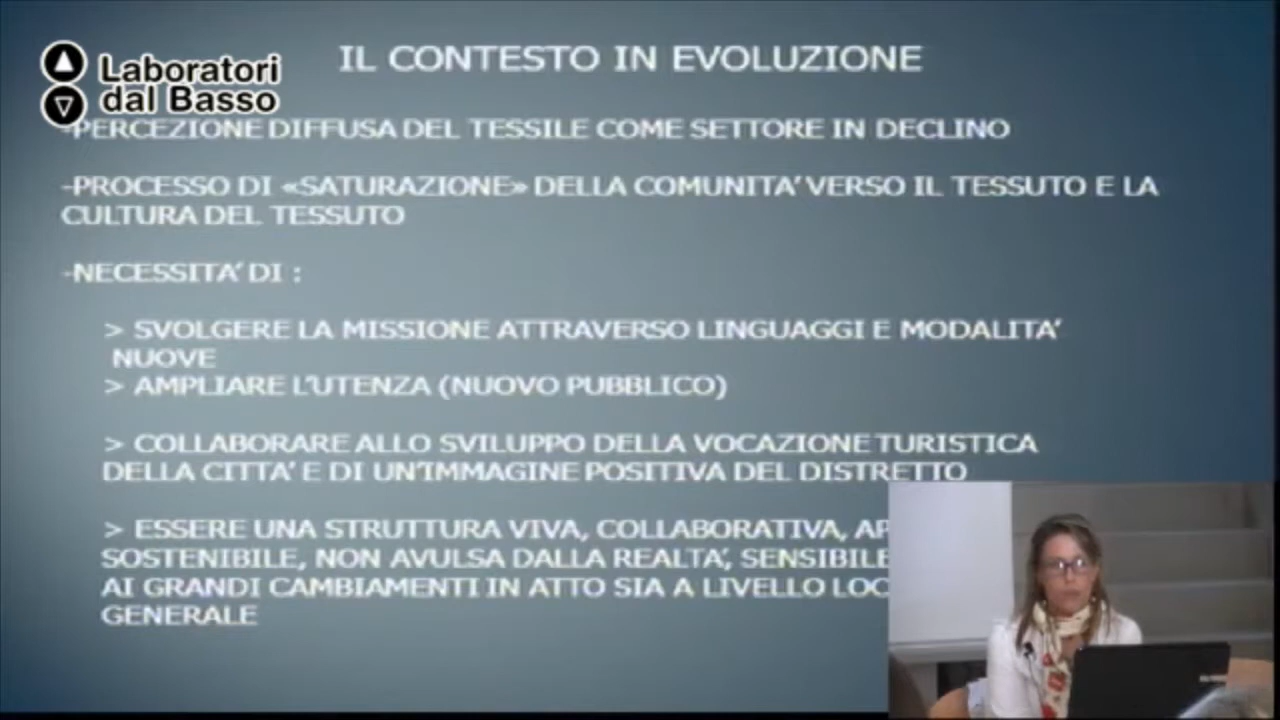 Laboratori
dal Basso
IL CONTESTO IN EVOLUZIONE
-PERCEZIONE DIFFUSA DEL TESSILE COME SETTORE IN DECLINO
-PROCESSO DI «SATURAZIONE» DELLA COMUNITA' VERSO IL TESSUTO E LA
CULTURA DEL TESSUTO
-NECESSITA' DI :
> SVOLGERE LA MISSIONE ATTRAVERSO LINGUAGGI E MODALITA'
NUOVE
> AMPLIARE L'UTENZA (NUOVO PUBBLICO)
> COLLABORARE ALLO SVILUPPO DELLA VOCAZIONE TURISTICA
DELLA CITTA' E DI UN'IMMAGINE POSITIVA DEL DISTRETTO
> ESSERE UNA STRUTTURA VIVA, COLLABORATIVA,
SOSTENIBILE, NON AVULSA DALLA REALTA', SENSIBILE
AI GRANDI CAMBIAMENTI IN ATTO SIA A LIVELLO
GENERALE